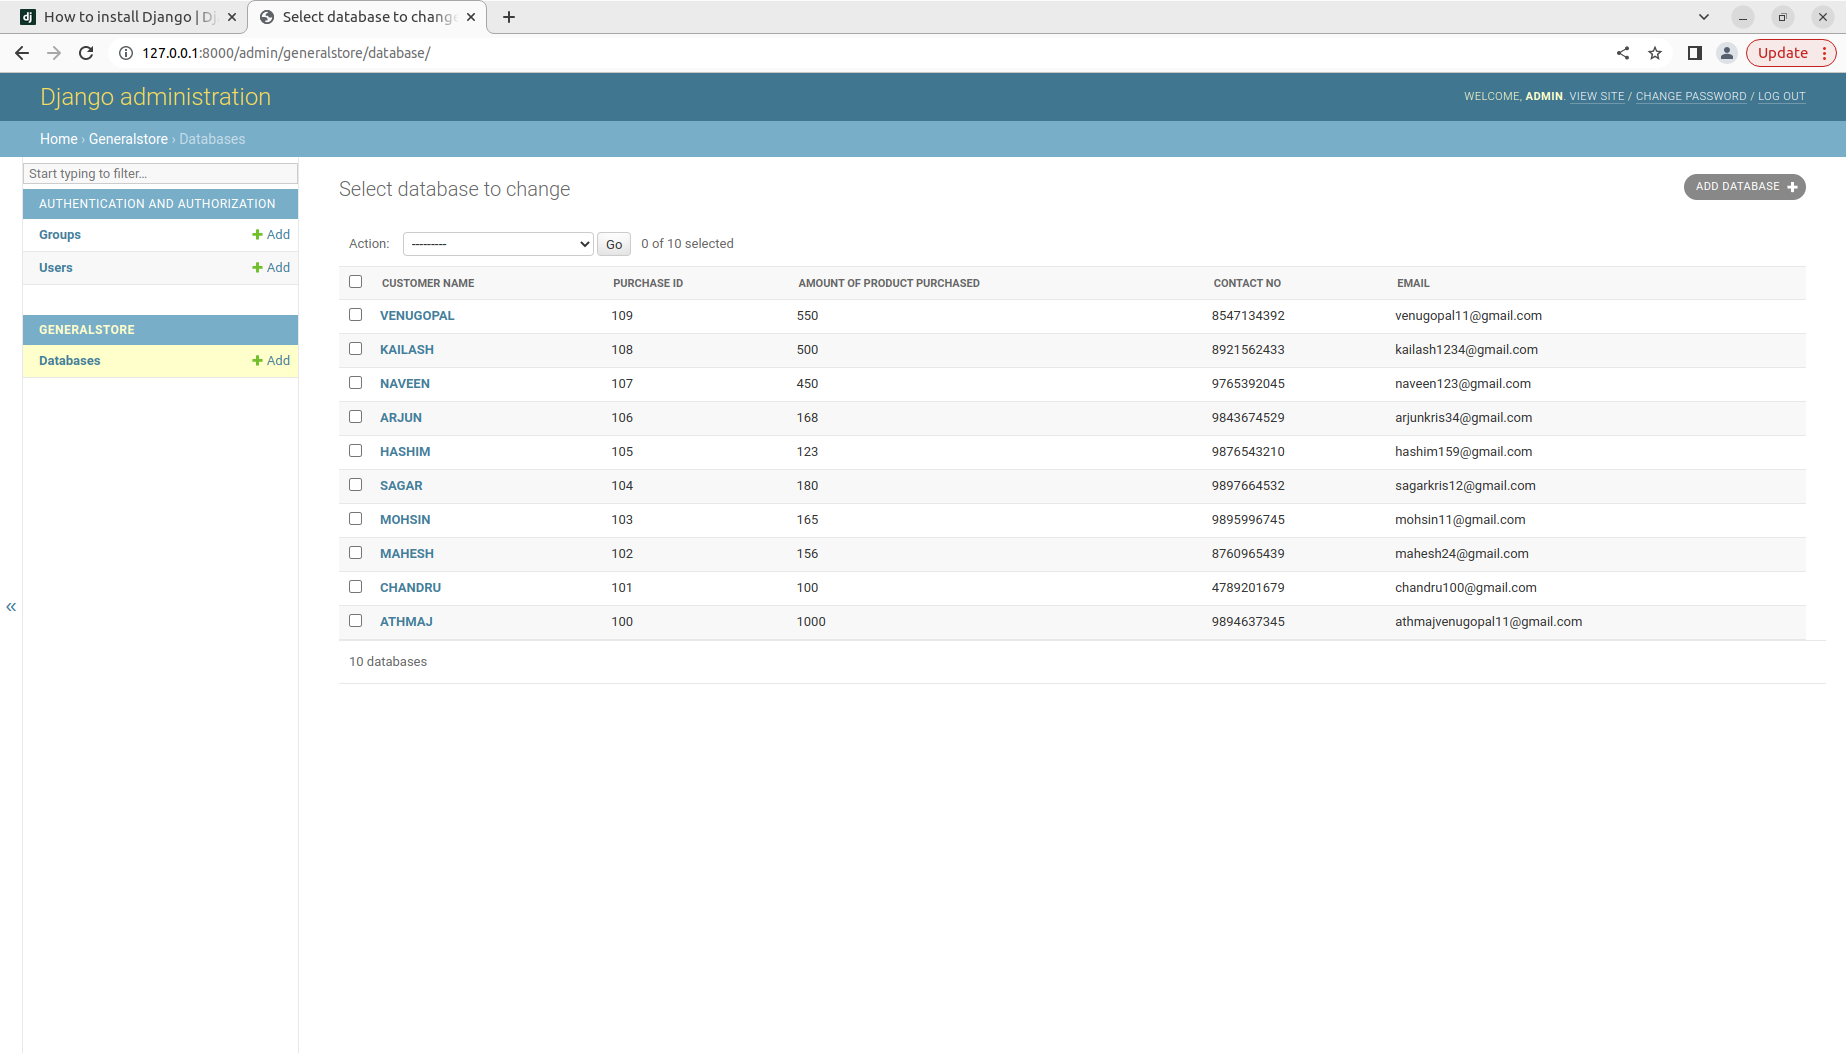 How to install Django | Dj
Select database to change
127.0.0.1:8000/admin/generalstore/database/
Update
Django administration
WELCOME, ADMIN. VIEW SITE / CHANGE PASSWORD / LOG OUT
Home › Generalstore › Databases
Start typing to filter...
AUTHENTICATION AND AUTHORIZATION
Groups + Add
Users + Add
GENERALSTORE
Databases + Add
«
Select database to change
ADD DATABASE +
Action: --------- Go 0 of 10 selected
CUSTOMER NAME PURCHASE ID AMOUNT OF PRODUCT PURCHASED CONTACT NO EMAIL
VENUGOPAL 109 550 8547134392 venugopal11@gmail.com
KAILASH 108 500 8921562433 kailash1234@gmail.com
NAVEEN 107 450 9765392045 naveen123@gmail.com
ARJUN 106 168 9843674529 arjunkris34@gmail.com
HASHIM 105 123 9876543210 hashim159@gmail.com
SAGAR 104 180 9897664532 sagarkris12@gmail.com
MOHSIN 103 165 9895996745 mohsin11@gmail.com
MAHESH 102 156 8760965439 mahesh24@gmail.com
CHANDRU 101 100 4789201679 chandru100@gmail.com
ATHMAJ 100 1000 9894637345 athmajvenugopal11@gmail.com
10 databases